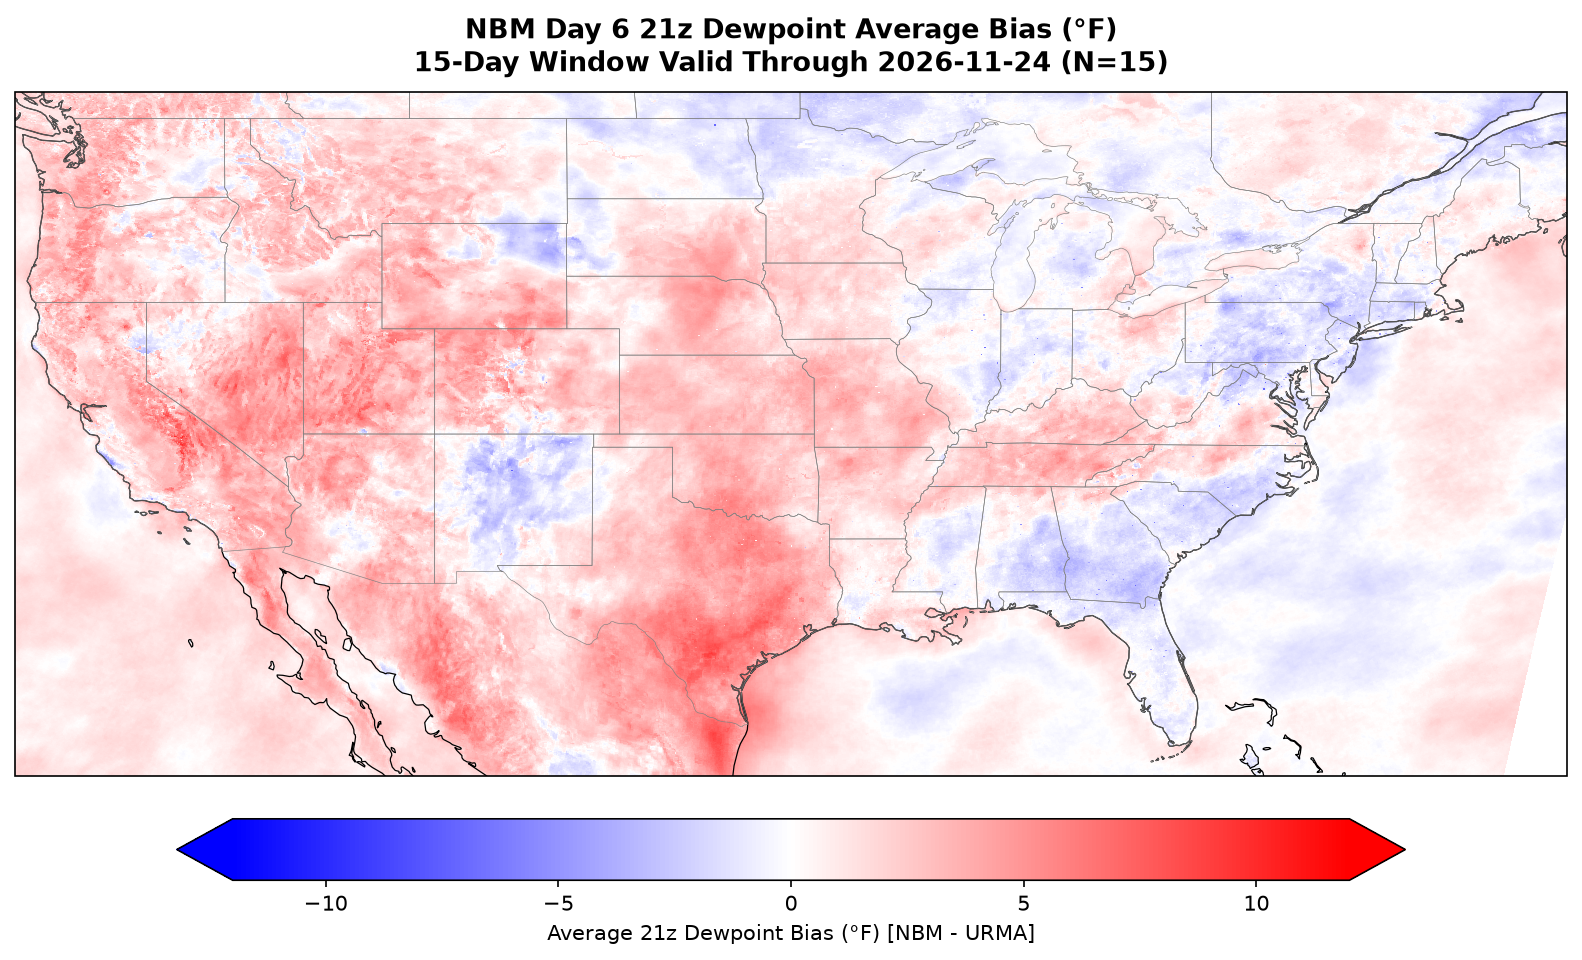 NBM Day 6 21z Dewpoint Average Bias (°F)
15-Day Window Valid Through 2026-11-24 (N=15)
−10
−5
0
5
10
Average 21z Dewpoint Bias (°F) [NBM - URMA]